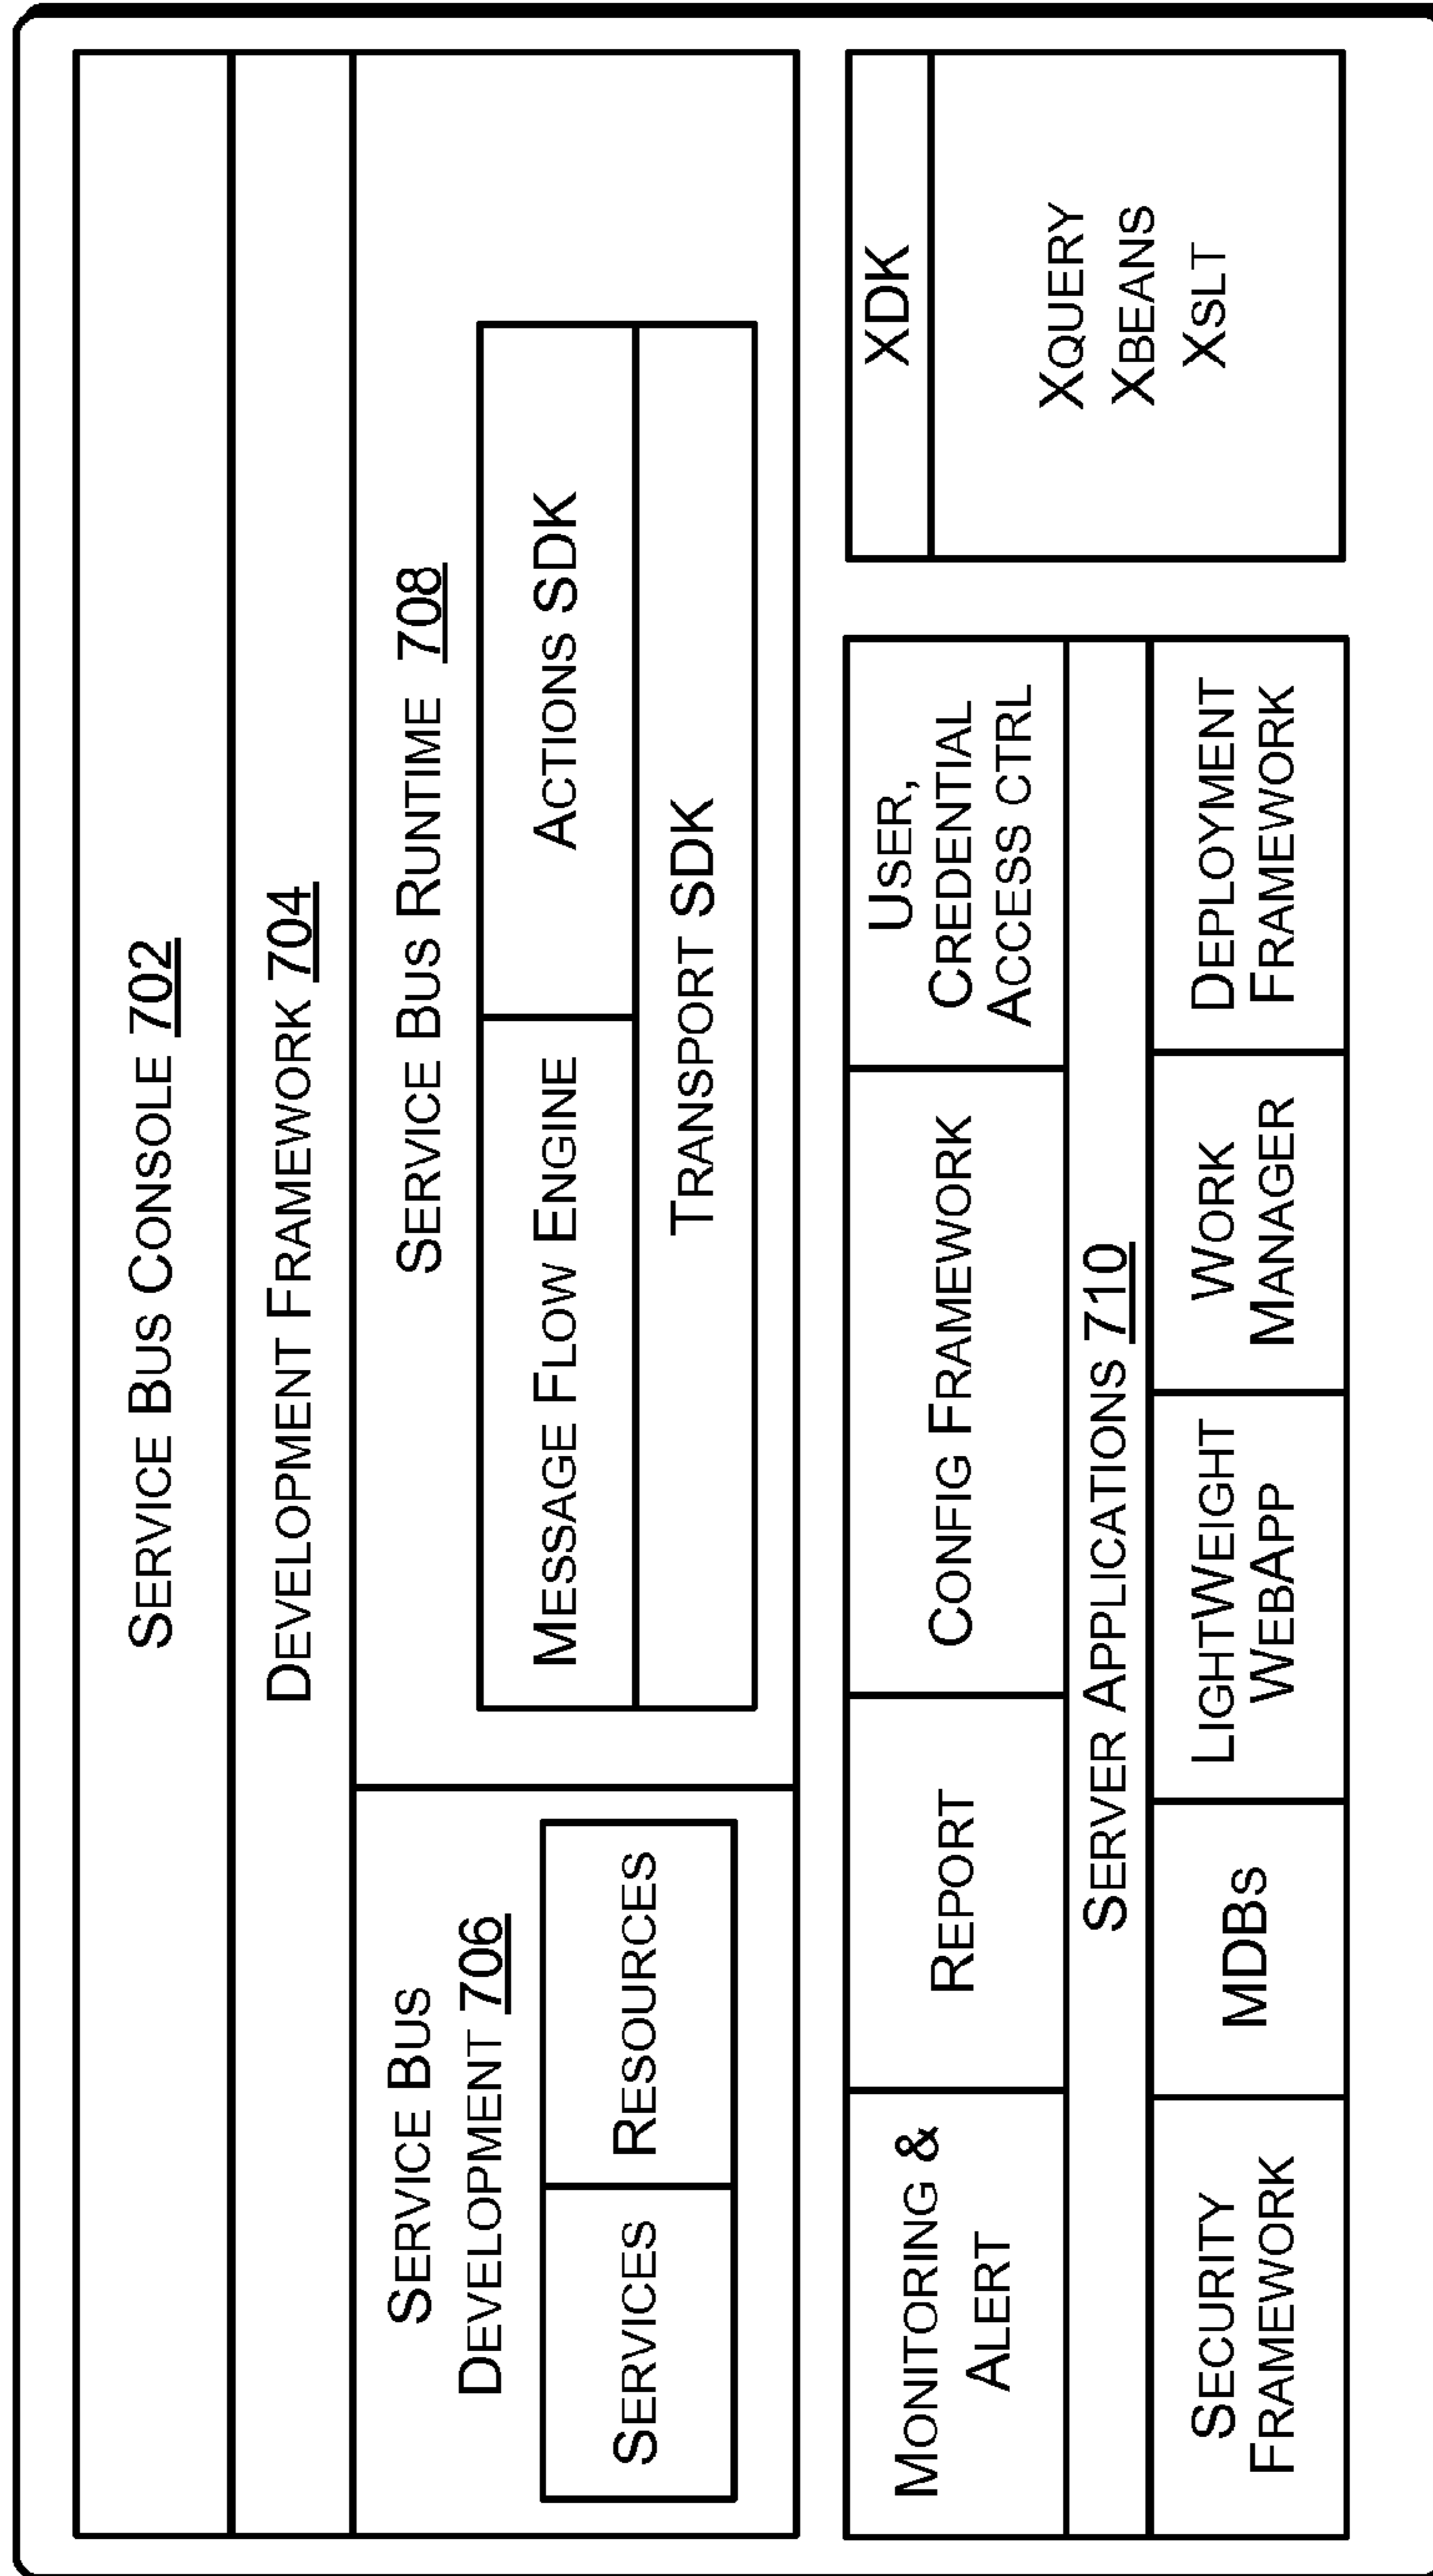 Service Bus Console 702
Development Framework 704
Service Bus
Development 706
Services
Resources
Service Bus Runtime 708
Message Flow Engine
Actions SDK
Transport SDK
Monitoring &
Alert
Report
Config Framework
User,
Credential
Access ctrl
Server Applications 710
Security
Framework
MDBs
LightWeight
WebApp
Work
Manager
Deployment
Framework
XDK
Xquery
Xbeans
Xslt